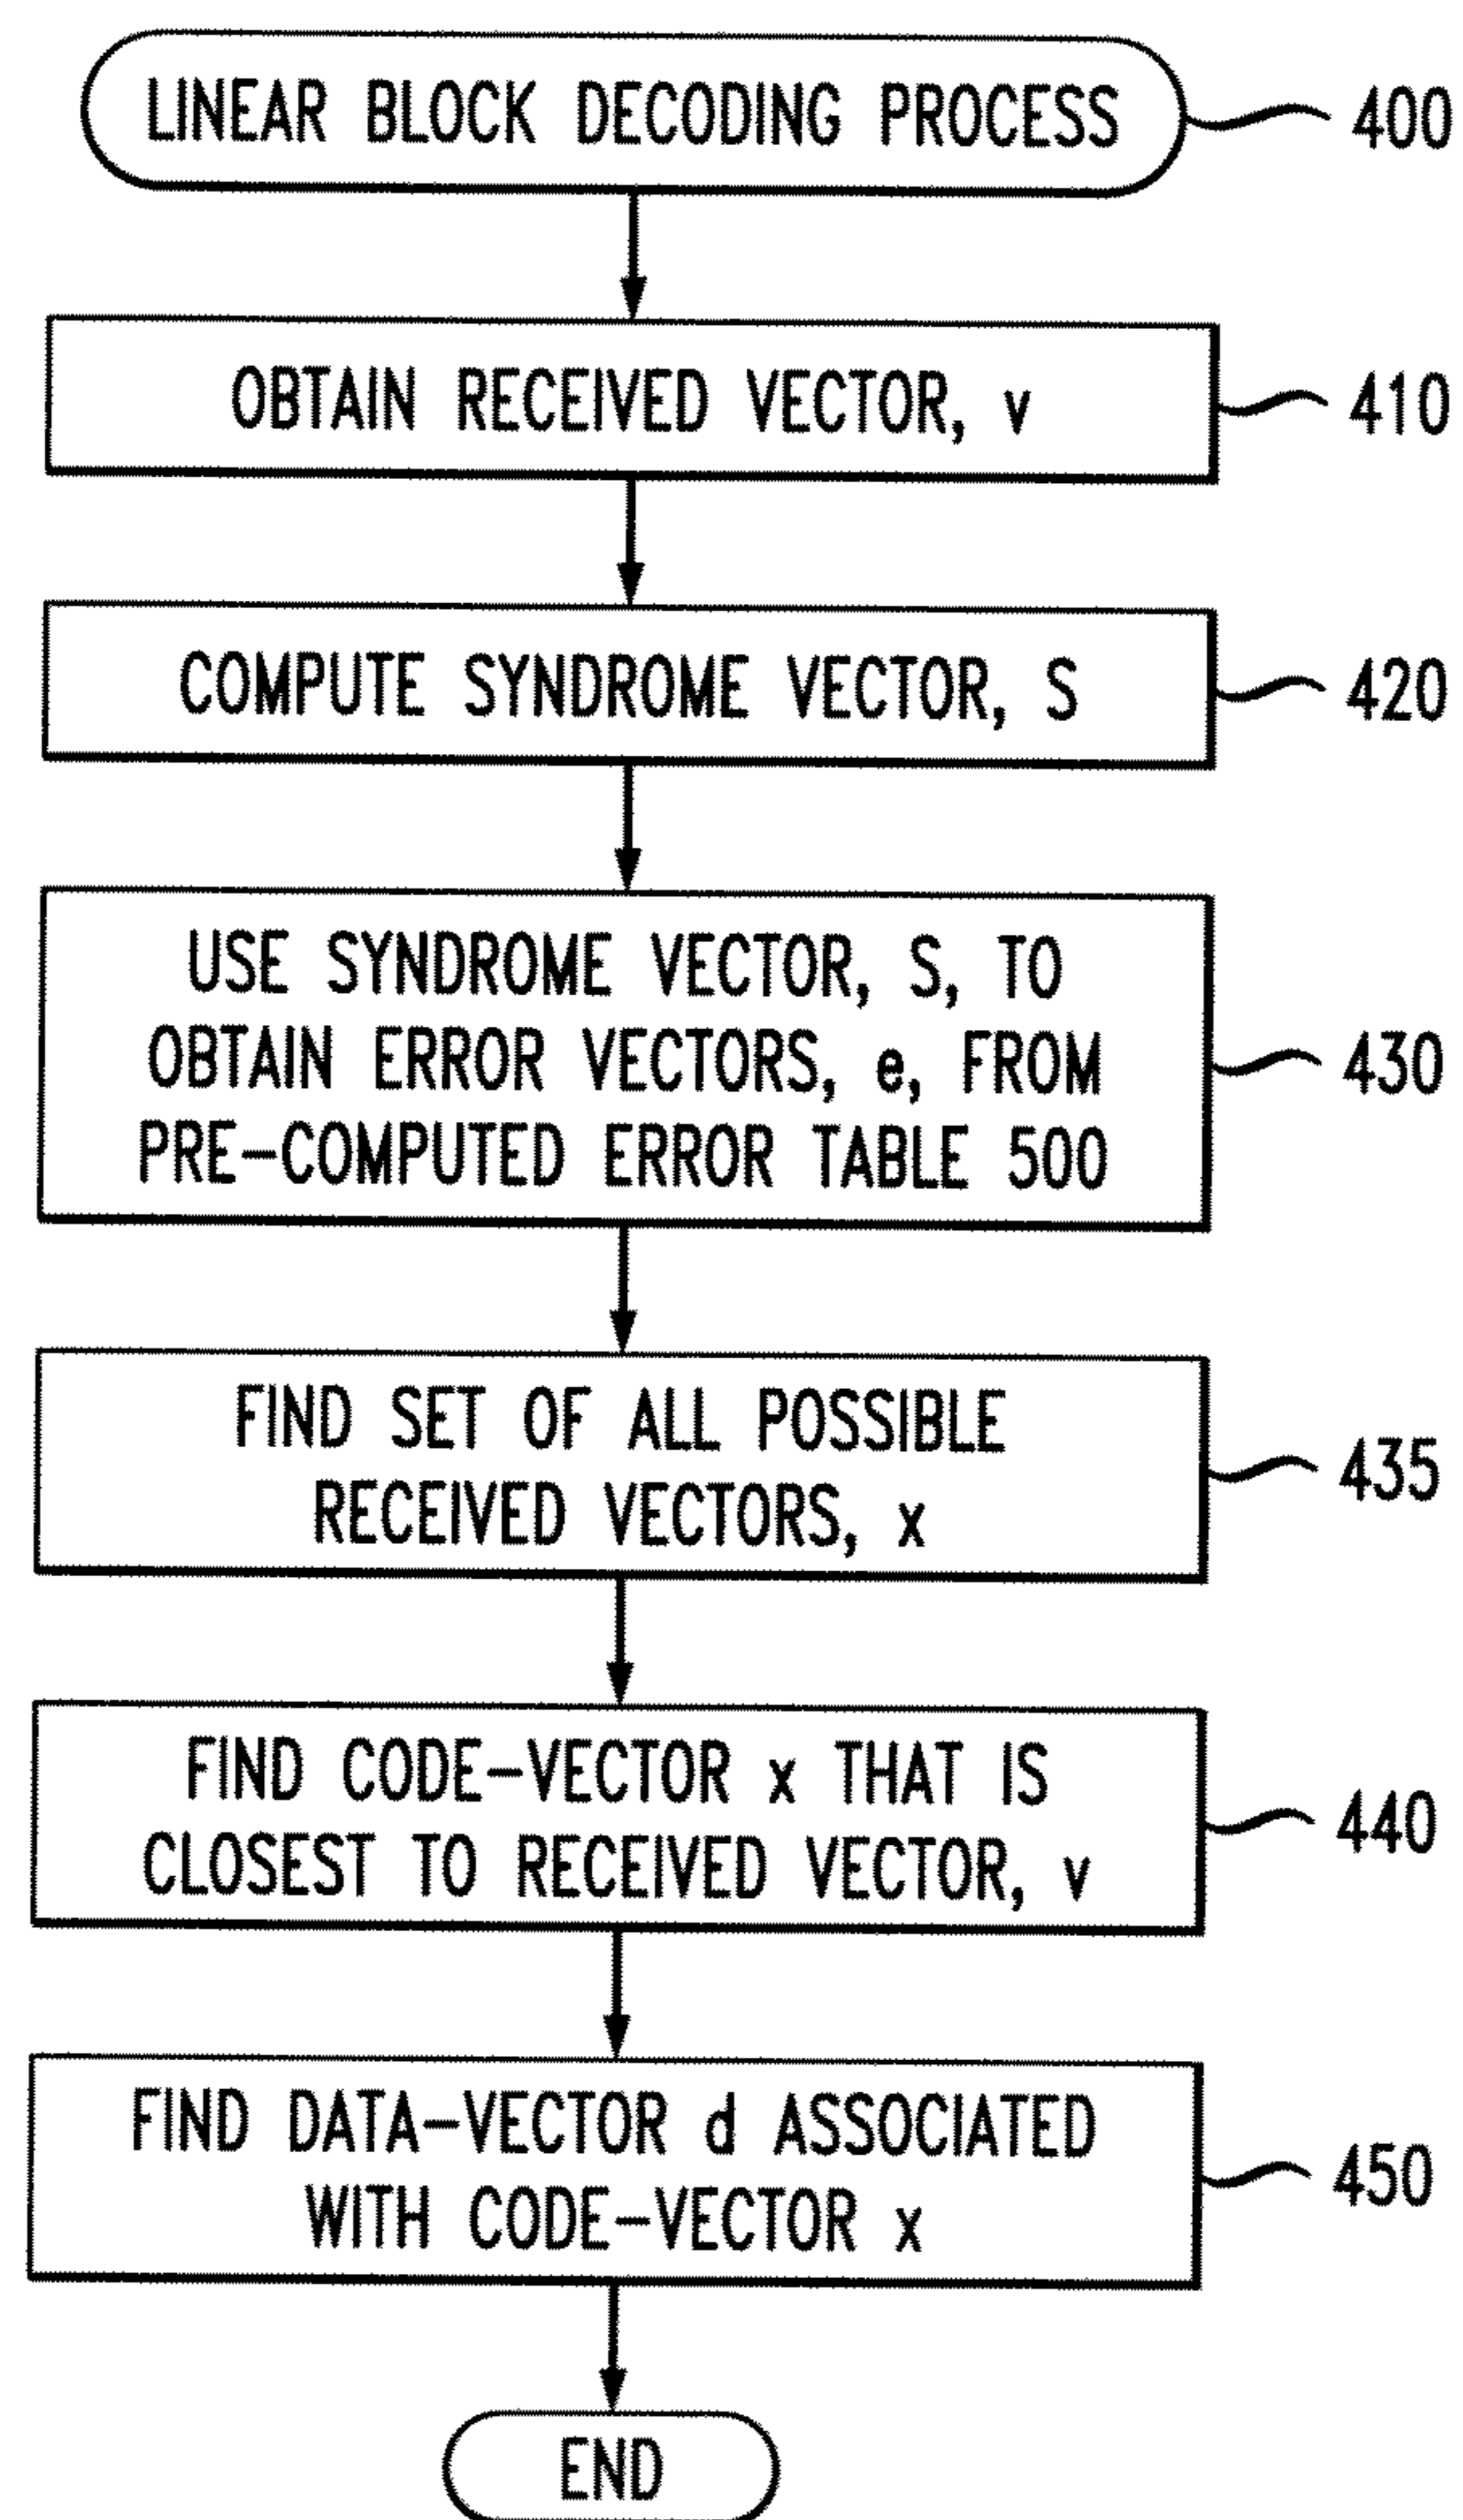 LINEAR BLOCK DECODING PROCESS
400
OBTAIN RECEIVED VECTOR, v
410
COMPUTE SYNDROME VECTOR, S
420
USE SYNDROME VECTOR, S, TO
OBTAIN ERROR VECTORS, e, FROM
PRE-COMPUTED ERROR TABLE 500
430
FIND SET OF ALL POSSIBLE
RECEIVED VECTORS, x
435
FIND CODE-VECTOR x THAT IS
CLOSEST TO RECEIVED VECTOR, v
440
FIND DATA-VECTOR d ASSOCIATED
WITH CODE-VECTOR x
450
END